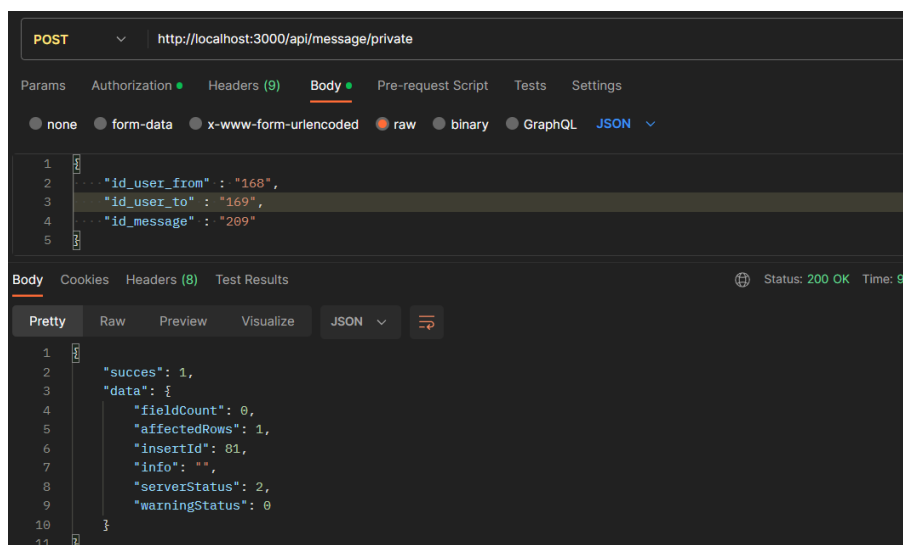 POST http://localhost:3000/api/message/private
Params Authorization Headers (9) Body Pre-request Script Tests Settings
none form-data x-www-form-urlencoded raw binary GraphQL JSON
1 {
2 "id_user_from" : "168",
3 "id_user_to" : "169",
4 "id_message" : "209"
5 }
Body Cookies Headers (8) Test Results Status: 200 OK Time: 9
Pretty Raw Preview Visualize JSON
1 {
2 "succes": 1,
3 "data": {
4 "fieldCount": 0,
5 "affectedRows": 1,
6 "insertId": 81,
7 "info": "",
8 "serverStatus": 2,
9 "warningStatus": 0
10 }
11 }